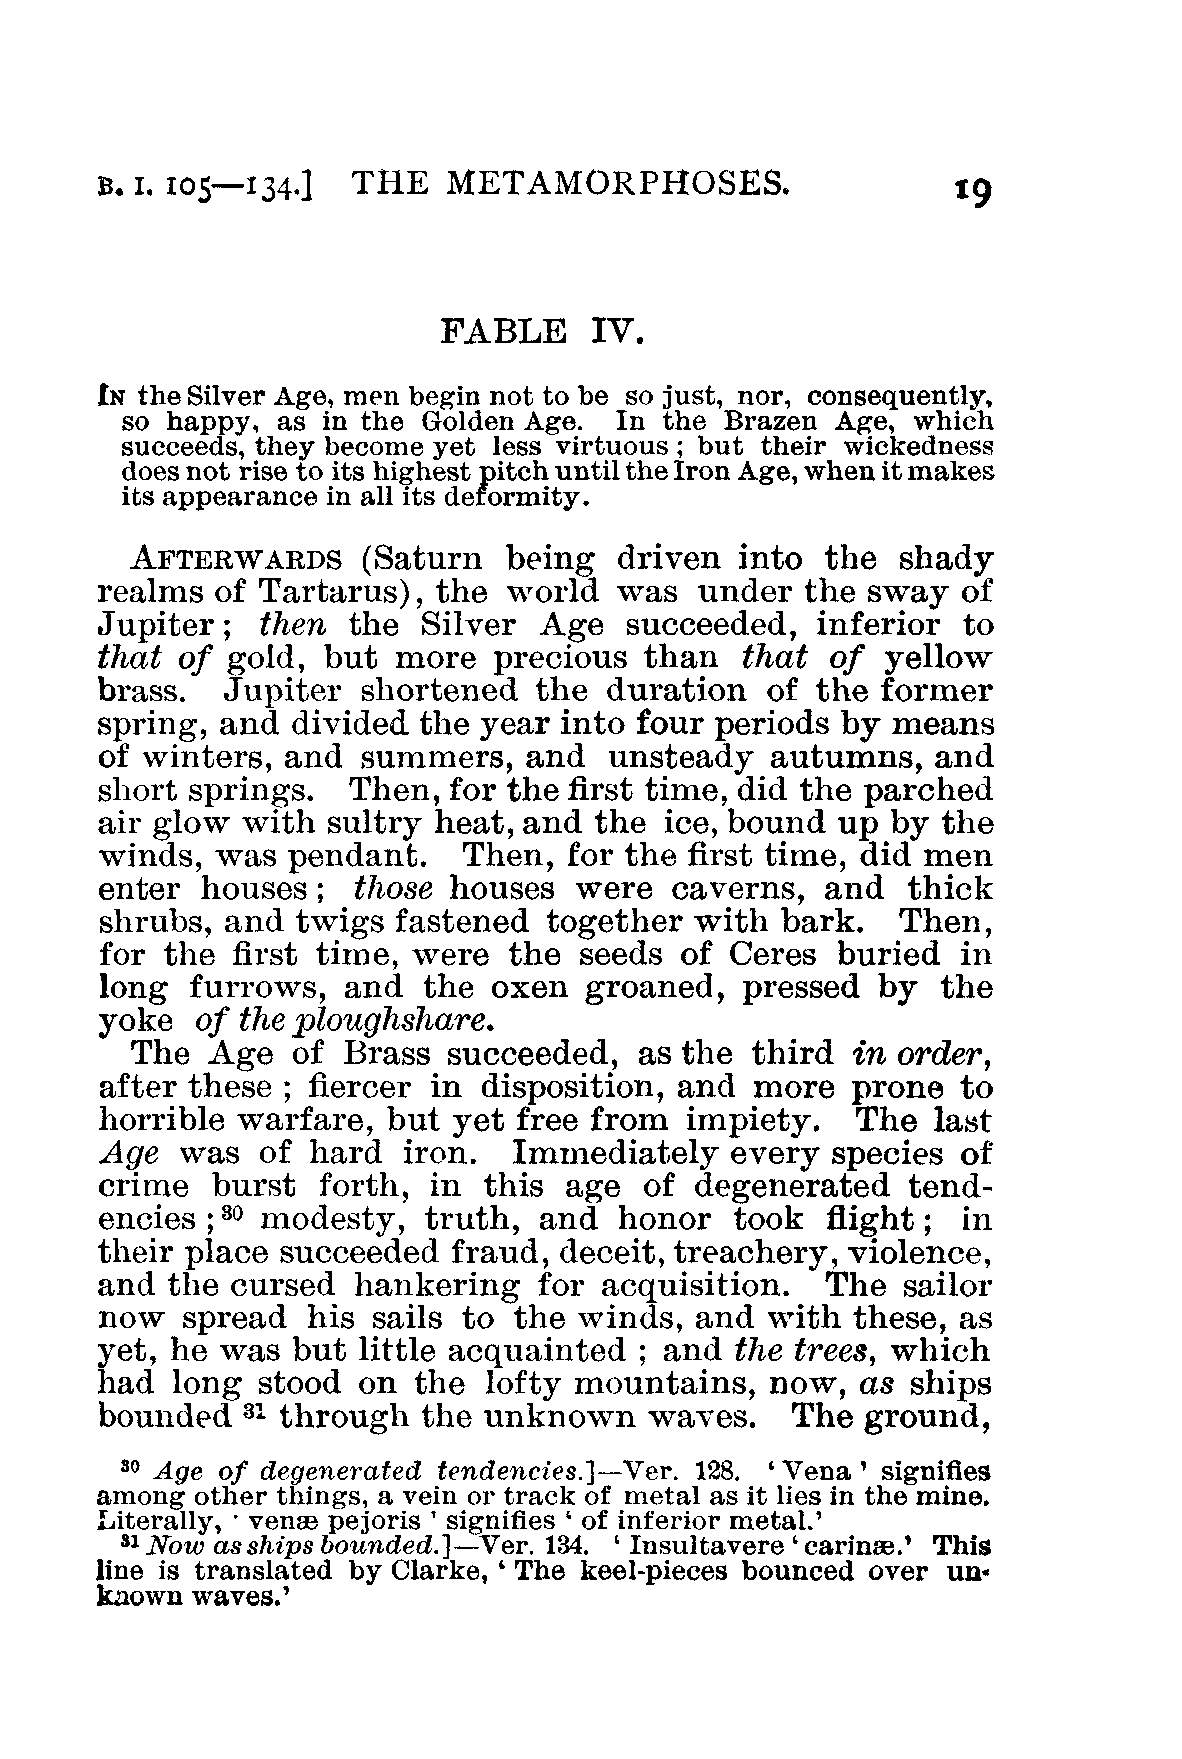 B. I. 105—134.] THE METAMORPHOSES. 19
FABLE IV.
IN the Silver Age, men begin not to be so just, nor, consequently,
so happy, as in the Golden Age. In the Brazen Age, which
succeeds, they become yet less virtuous; but their wickedness
does not rise to its highest pitch until the Iron Age, when it makes
its appearance in all its deformity.
AFTERWARDS (Saturn being driven into the shady
realms of Tartarus), the world was under the sway of
Jupiter; then the Silver Age succeeded, inferior to
that of gold, but more precious than that of yellow
brass. Jupiter shortened the duration of the former
spring, and divided the year into four periods by means
of winters, and summers, and unsteady autumns, and
short springs. Then, for the first time, did the parched
air glow with sultry heat, and the ice, bound up by the
winds, was pendant. Then, for the first time, did men
enter houses; those houses were caverns, and thick
shrubs, and twigs fastened together with bark. Then,
for the first time, were the seeds of Ceres buried in
long furrows, and the oxen groaned, pressed by the
yoke of the ploughshare.
The Age of Brass succeeded, as the third in order,
after these; fiercer in disposition, and more prone to
horrible warfare, but yet free from impiety. The last
Age was of hard iron. Immediately every species of
crime burst forth, in this age of degenerated tend-
encies;³⁰ modesty, truth, and honor took flight; in
their place succeeded fraud, deceit, treachery, violence,
and the cursed hankering for acquisition. The sailor
now spread his sails to the winds, and with these, as
yet, he was but little acquainted; and the trees, which
had long stood on the lofty mountains, now, as ships
bounded ³¹ through the unknown waves. The ground,
³⁰ Age of degenerated tendencies.]—Ver. 128. ‘Vena’ signifies
among other things, a vein or track of metal as it lies in the mine.
Literally, ‘venæ pejoris’ signifies ‘of inferior metal.’
³¹ Now as ships bounded.]—Ver. 134. ‘Insultavere ‘carinæ.’ This
line is translated by Clarke, ‘The keel-pieces bounced over un-
known waves.’